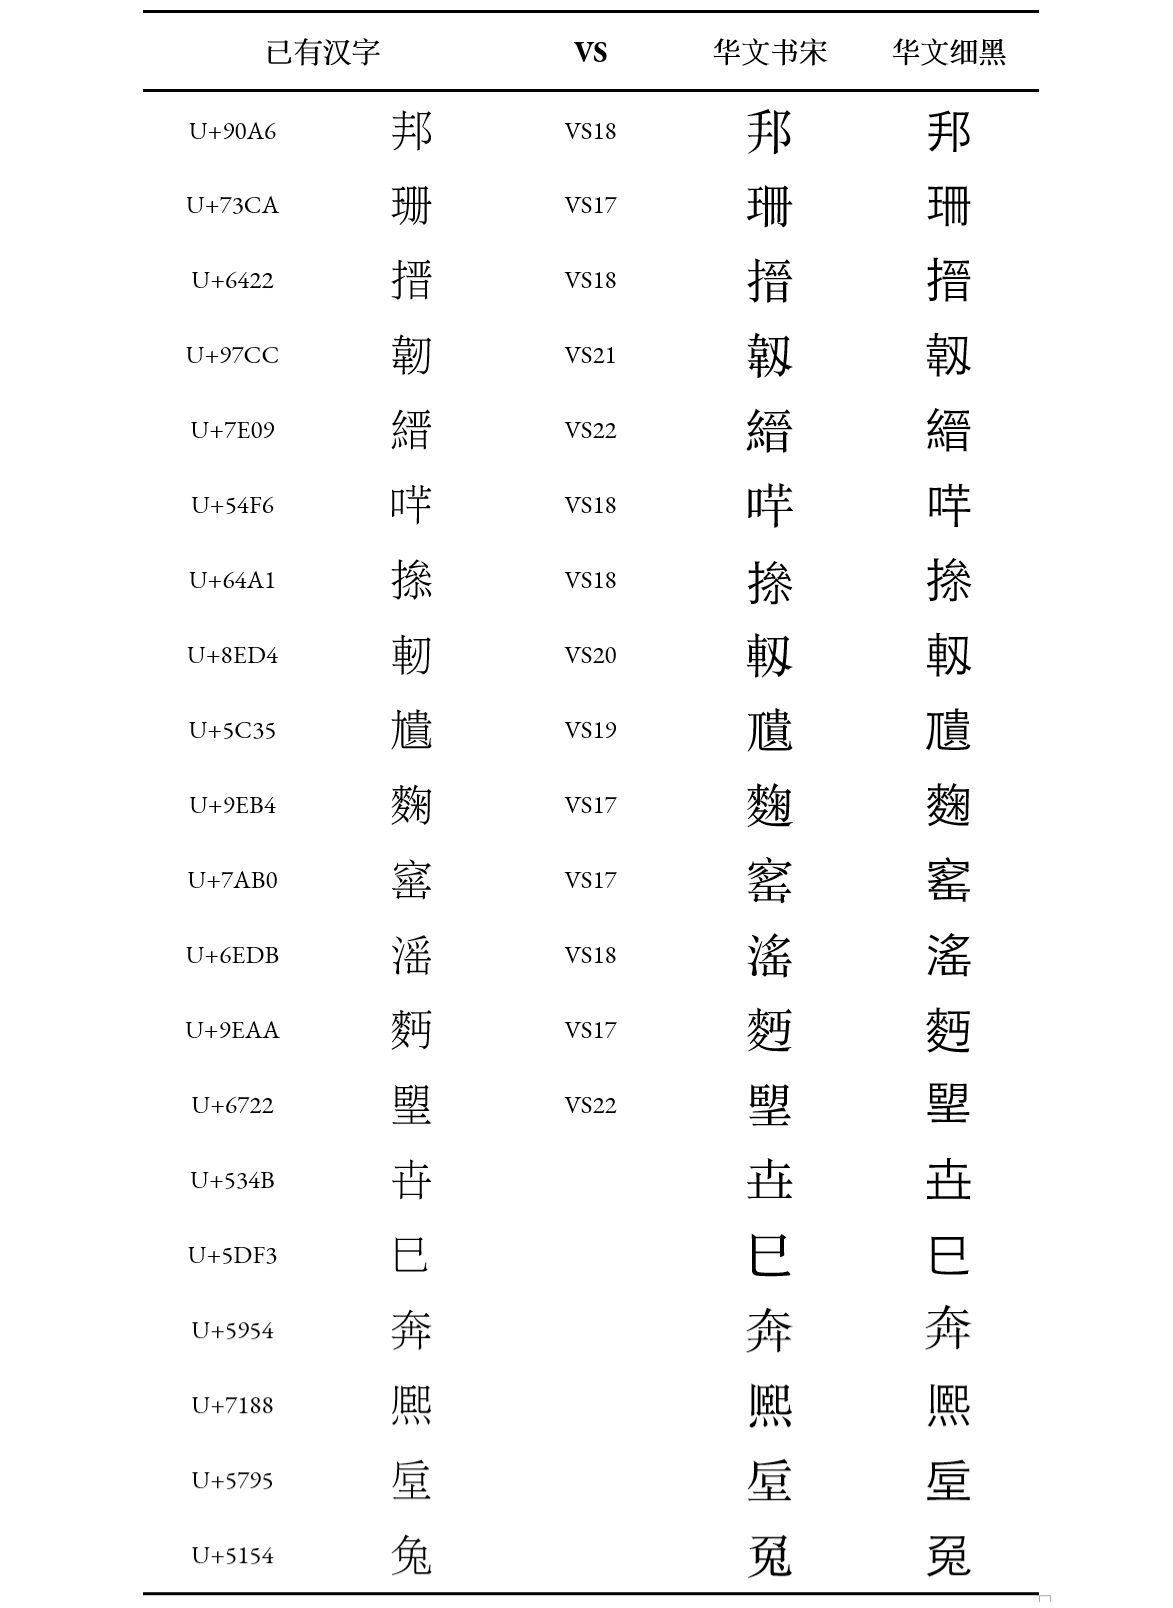 已有汉字 VS 华文书宋 华文细黑
U+90A6 邦 VS18 邦 邦
U+73CA 珊 VS17 珊 珊
U+6422 搢 VS18 搢 搢
U+97CC 韌 VS21 韌 韌
U+7E09 縉 VS22 縉 縉
U+54F6 哶 VS18 哶 哶
U+64A1 撡 VS18 撡 撡
U+8ED4 軔 VS20 軔 軔
U+5C35 尵 VS19 尵 尵
U+9EB4 麴 VS17 麴 麴
U+7AB0 窰 VS17 窰 窰
U+6EDB 滛 VS18 滛 滛
U+9EAA 麪 VS17 麪 麪
U+6722 朢 VS22 朢 朢
U+534B 卋 卋 卋
U+5DF3 巳 巳 巳
U+5954 奔 奔 奔
U+7188 熈 熈 熈
U+5795 垕 垕 垕
U+5154 兔 兔 兔